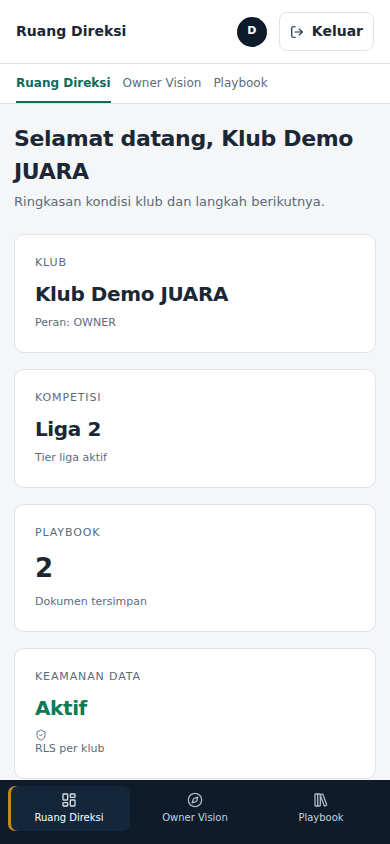 Ruang Direksi
D
Keluar
Ruang Direksi Owner Vision Playbook
Selamat datang, Klub Demo
JUARA
Ringkasan kondisi klub dan langkah berikutnya.
KLUB
Klub Demo JUARA
Peran: OWNER
KOMPETISI
Liga 2
Tier liga aktif
PLAYBOOK
2
Dokumen tersimpan
KEAMANAN DATA
Aktif
RLS per klub
Ruang Direksi Owner Vision Playbook